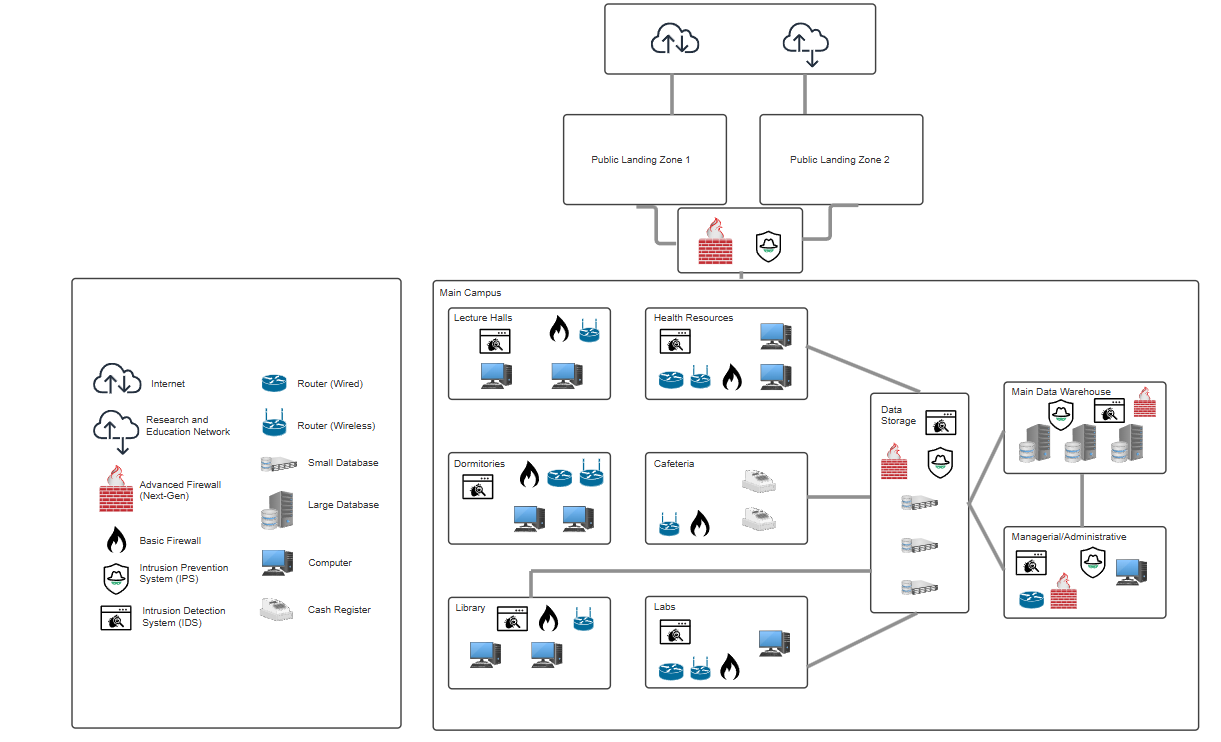 Public Landing Zone 1
Public Landing Zone 2
Main Campus
Lecture Halls
Health Resources
Data
Storage
Main Data Warehouse
Dormitories
Cafeteria
Managerial/Administrative
Library
Labs
Internet
Router (Wired)
Research and
Education Network
Router (Wireless)
Small Database
Advanced Firewall
(Next-Gen)
Large Database
Basic Firewall
Computer
Intrusion Prevention
System (IPS)
Intrusion Detection
System (IDS)
Cash Register